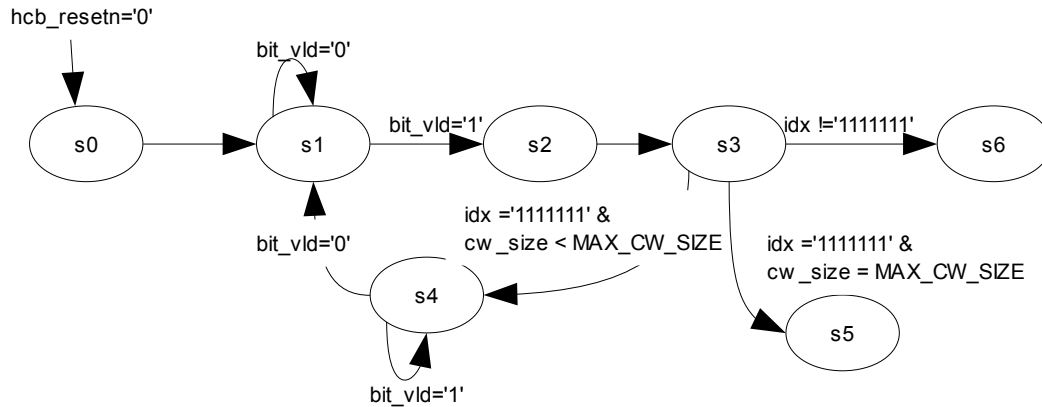 hcb_resetn='0'
bit_vld='0'
s0
s1
bit_vld='1'
s2
s3
idx !='1111111'
s6
bit_vld='0'
idx ='1111111' &
cw_size < MAX_CW_SIZE
idx ='1111111' &
cw_size = MAX_CW_SIZE
s4
s5
bit_vld='1'